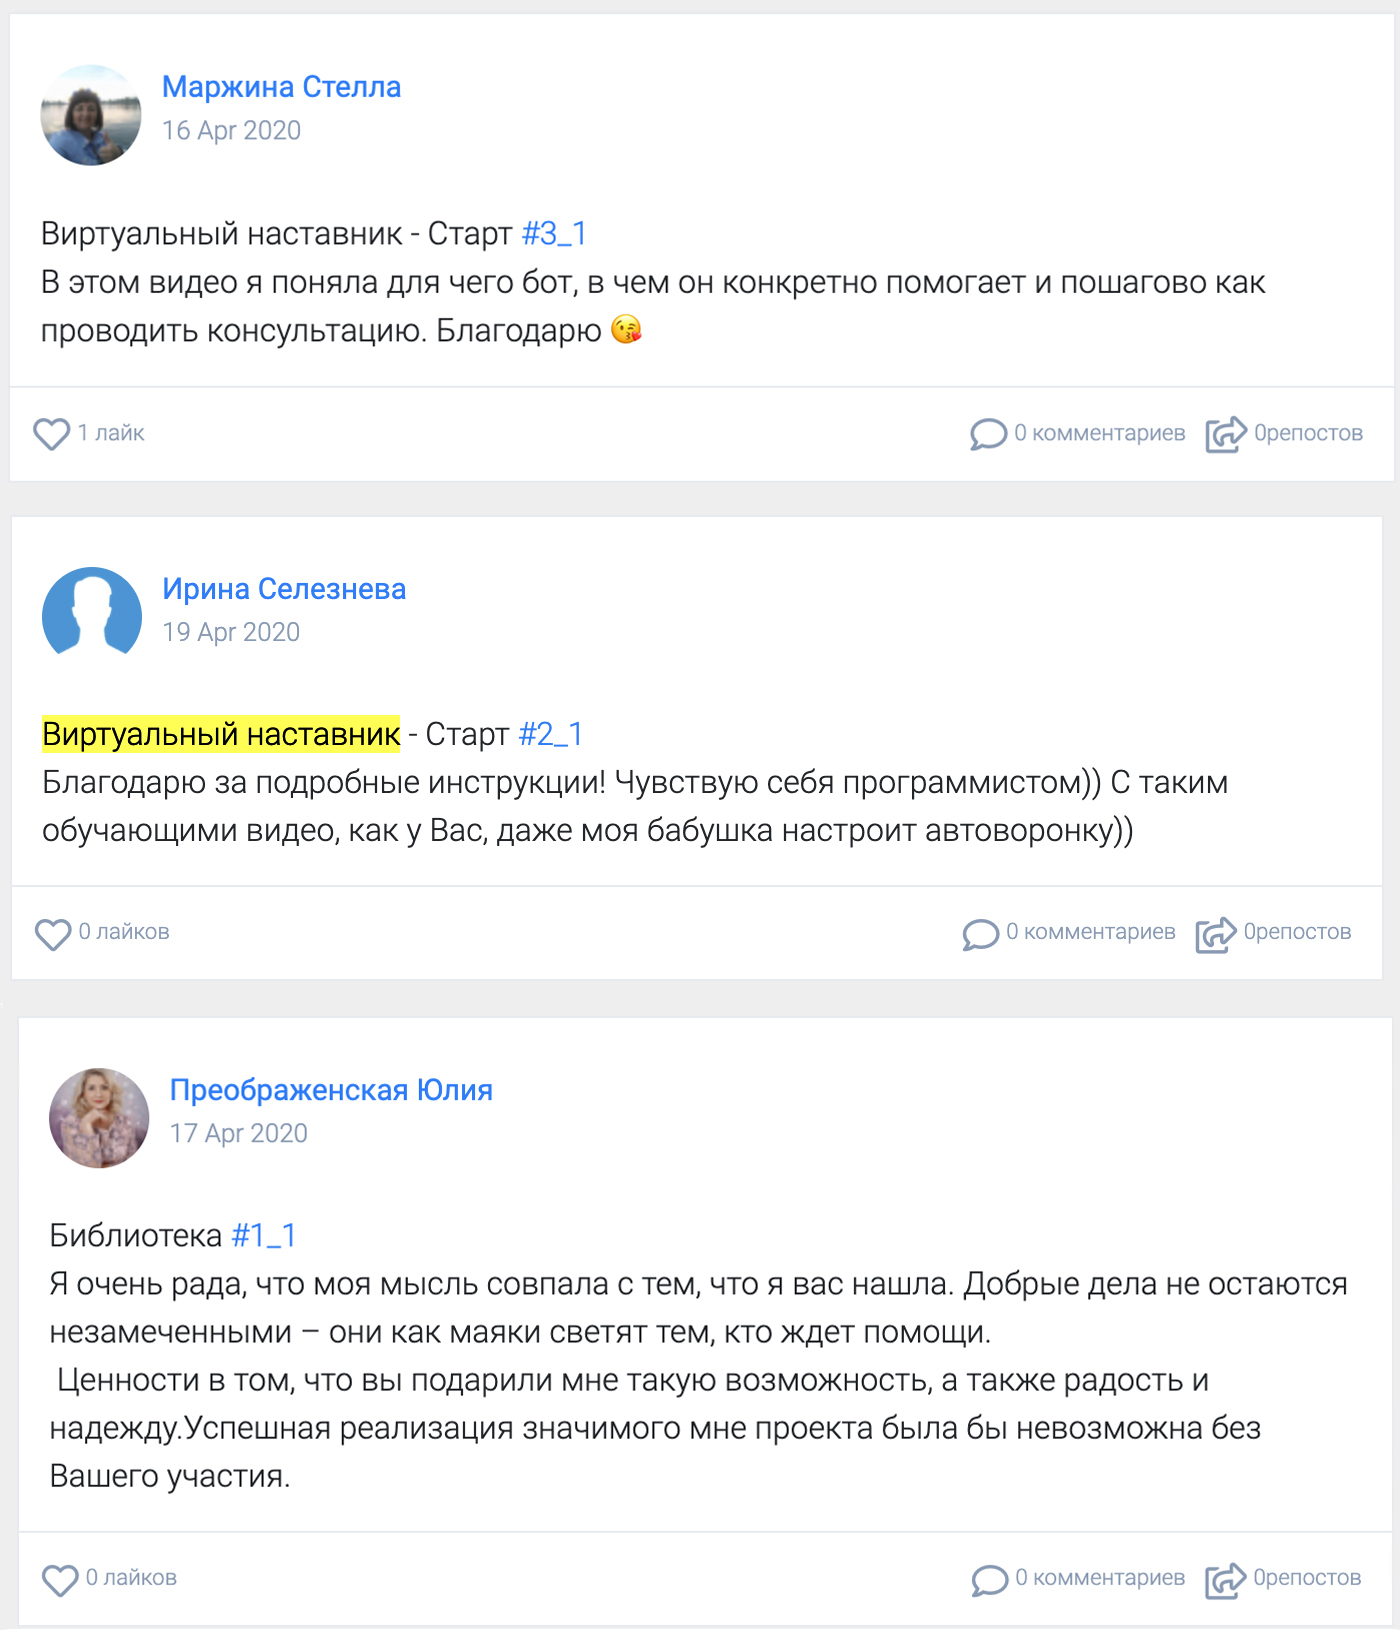 Маржина Стелла
16 Apr 2020
Виртуальный наставник - Старт #3_1
В этом видео я поняла для чего бот, в чем он конкретно помогает и пошагово как
проводить консультацию. Благодарю 😘
1 лайк 0 комментариев 0репостов
Ирина Селезнева
19 Apr 2020
Виртуальный наставник - Старт #2_1
Благодарю за подробные инструкции! Чувствую себя программистом)) С таким
обучающими видео, как у Вас, даже моя бабушка настроит автоворонку))
0 лайков 0 комментариев 0репостов
Преображенская Юлия
17 Apr 2020
Библиотека #1_1
Я очень рада, что моя мысль совпала с тем, что я вас нашла. Добрые дела не остаются
незамеченными – они как маяки светят тем, кто ждет помощи.
Ценности в том, что вы подарили мне такую возможность, а также радость и
надежду.Успешная реализация значимого мне проекта была бы невозможна без
Вашего участия.
0 лайков 0 комментариев 0репостов